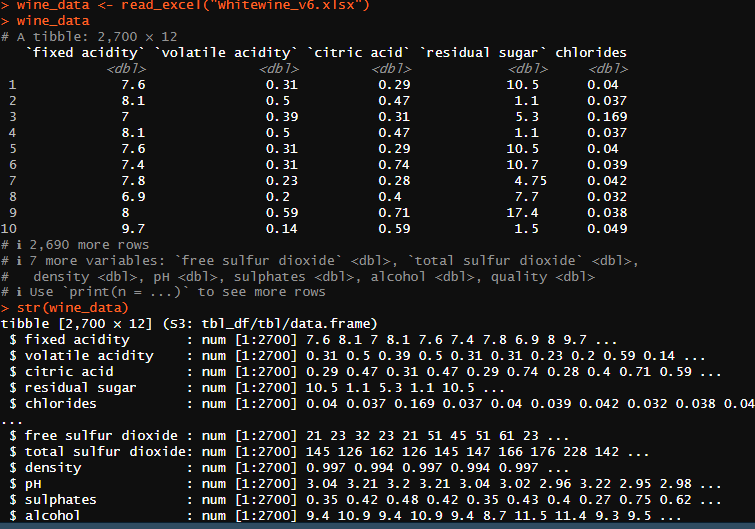 > wine_data <- read_excel("whitewine_v6.xlsx")
> wine_data
# A tibble: 2,700 × 12
`fixed acidity` `volatile acidity` `citric acid` `residual sugar` chlorides
<dbl> <dbl> <dbl> <dbl> <dbl>
1 7.6 0.31 0.29 10.5 0.04
2 8.1 0.5 0.47 1.1 0.037
3 7 0.39 0.31 5.3 0.169
4 8.1 0.5 0.47 1.1 0.037
5 7.6 0.31 0.29 10.5 0.04
6 7.4 0.31 0.74 10.7 0.039
7 7.8 0.23 0.28 4.75 0.042
8 6.9 0.2 0.4 7.7 0.032
9 8 0.59 0.71 17.4 0.038
10 9.7 0.14 0.59 1.5 0.049
# ℹ 2,690 more rows
# ℹ 7 more variables: `free sulfur dioxide` <dbl>, `total sulfur dioxide` <dbl>,
# density <dbl>, pH <dbl>, sulphates <dbl>, alcohol <dbl>, quality <dbl>
# ℹ Use `print(n = ...)` to see more rows
> str(wine_data)
tibble [2,700 × 12] (S3: tbl_df/tbl/data.frame)
$ fixed acidity : num [1:2700] 7.6 8.1 7 8.1 7.6 7.4 7.8 6.9 8 9.7 ...
$ volatile acidity : num [1:2700] 0.31 0.5 0.39 0.5 0.31 0.31 0.23 0.2 0.59 0.14 ...
$ citric acid : num [1:2700] 0.29 0.47 0.31 0.47 0.29 0.74 0.28 0.4 0.71 0.59 ...
$ residual sugar : num [1:2700] 10.5 1.1 5.3 1.1 10.5 ...
$ chlorides : num [1:2700] 0.04 0.037 0.169 0.037 0.04 0.039 0.042 0.032 0.038 0.04
...
$ free sulfur dioxide : num [1:2700] 21 23 32 23 21 51 45 51 61 23 ...
$ total sulfur dioxide: num [1:2700] 145 126 162 126 145 147 166 176 228 142 ...
$ density : num [1:2700] 0.997 0.994 0.997 0.994 0.997 ...
$ pH : num [1:2700] 3.04 3.21 3.2 3.21 3.04 3.02 2.96 3.22 2.95 2.98 ...
$ sulphates : num [1:2700] 0.35 0.42 0.48 0.42 0.35 0.43 0.4 0.27 0.75 0.62 ...
$ alcohol : num [1:2700] 9.4 10.9 9.4 10.9 9.4 8.7 11.5 11.4 9.3 9.5 ...